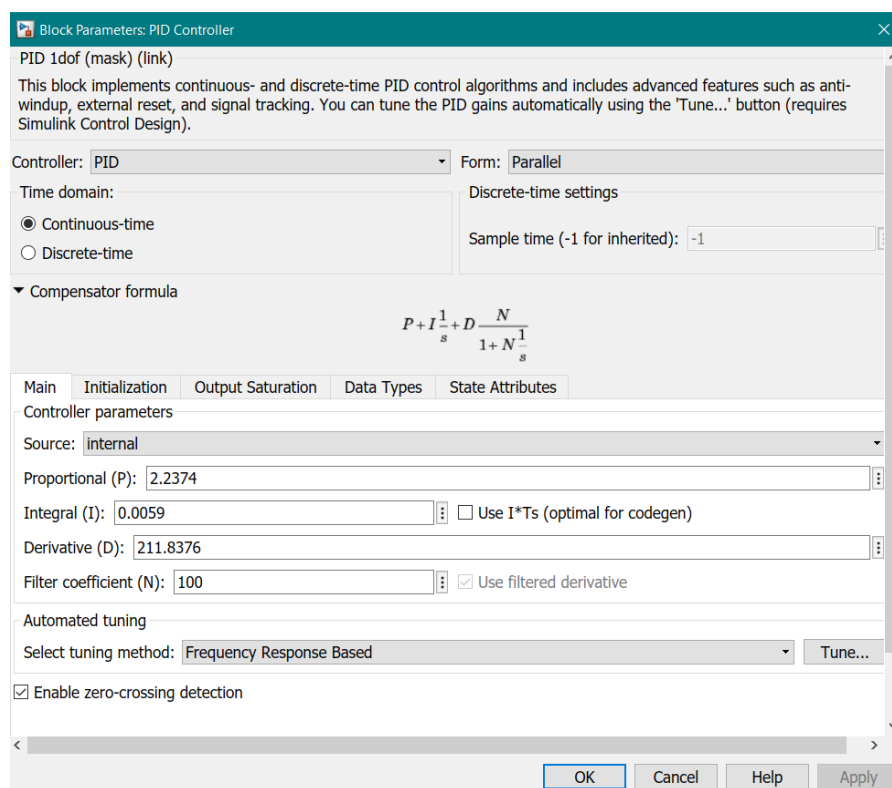 Block Parameters: PID Controller
PID 1dof (mask) (link)
This block implements continuous- and discrete-time PID control algorithms and includes advanced features such as anti-
windup, external reset, and signal tracking. You can tune the PID gains automatically using the 'Tune...' button (requires
Simulink Control Design).
Controller: PID Form: Parallel
Time domain: Discrete-time settings
Continuous-time
Sample time (-1 for inherited): -1
Discrete-time
Compensator formula
P+I 1/s +D N/(1+N 1/s)
Main Initialization Output Saturation Data Types State Attributes
Controller parameters
Source: internal
Proportional (P): 2.2374
Integral (I): 0.0059 Use I*Ts (optimal for codegen)
Derivative (D): 211.8376
Filter coefficient (N): 100 Use filtered derivative
Automated tuning
Select tuning method: Frequency Response Based Tune...
Enable zero-crossing detection
OK Cancel Help Apply